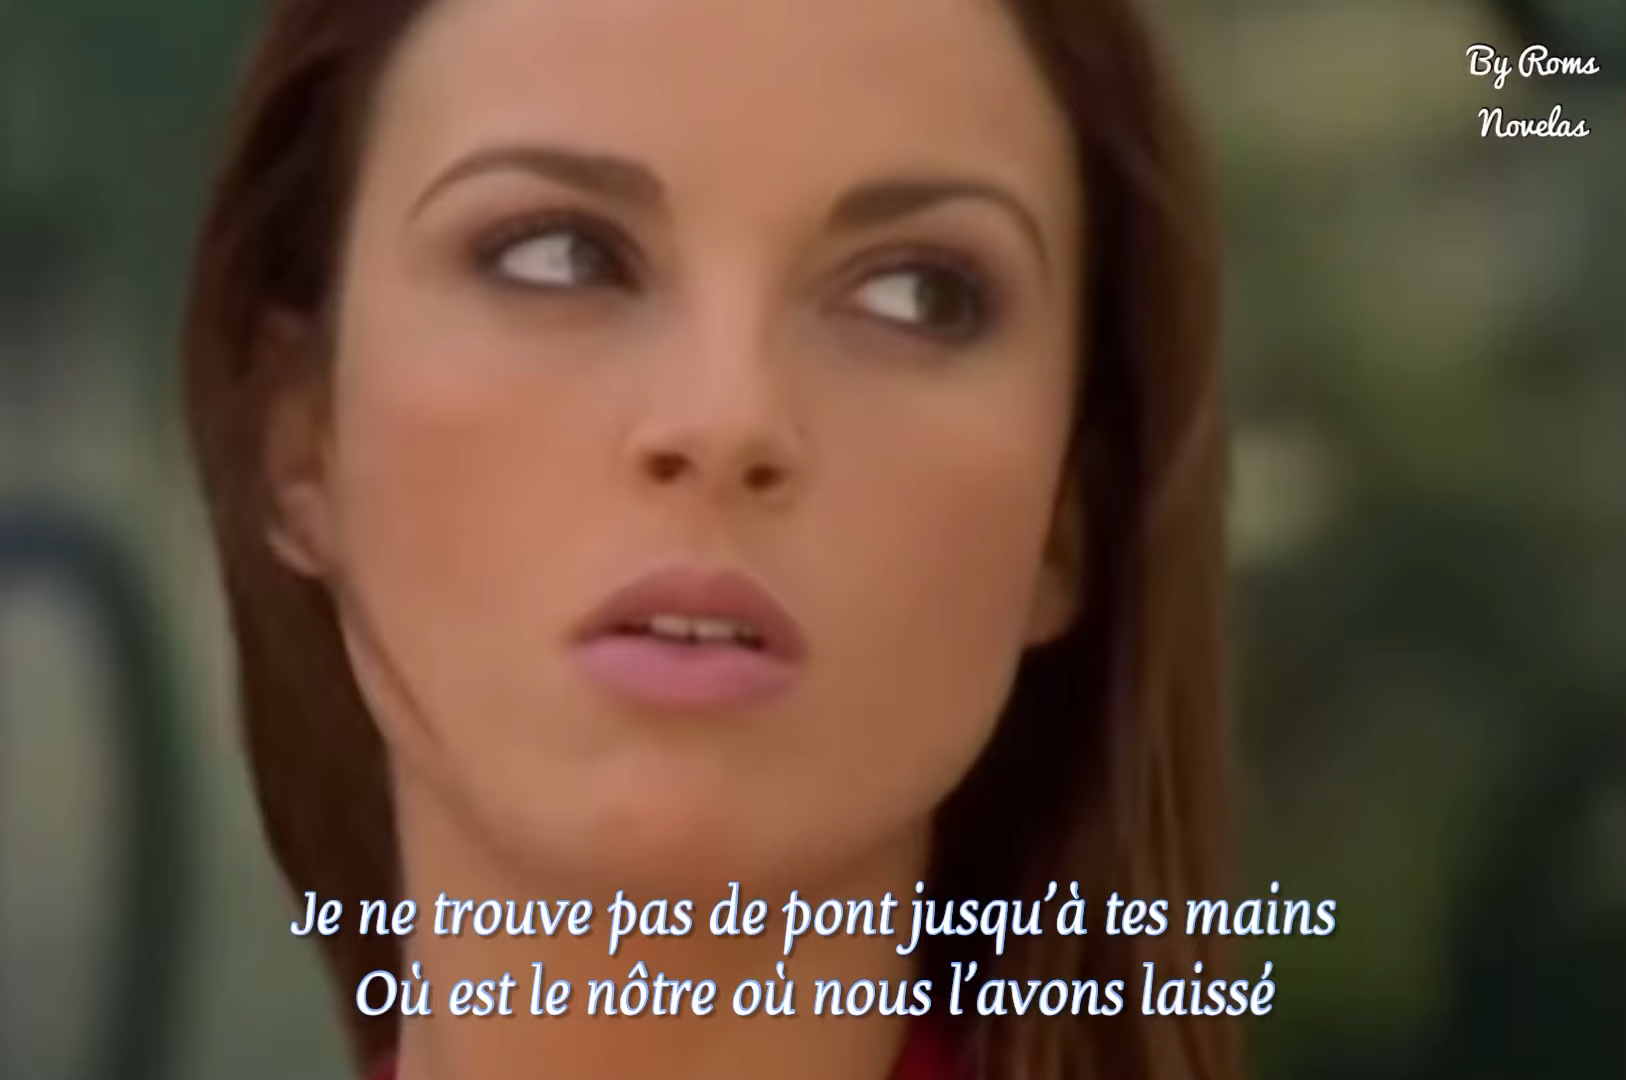 By Roms
Novelas
Je ne trouve pas de pont jusqu’à tes mains
Où est le nôtre où nous l’avons laissé